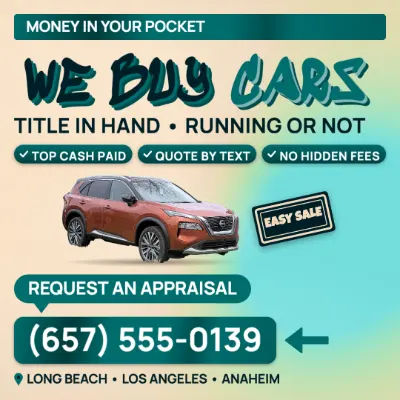 MONEY IN YOUR POCKET
WE BUY CARS
TITLE IN HAND • RUNNING OR NOT
✓ TOP CASH PAID ✓ QUOTE BY TEXT ✓ NO HIDDEN FEES
EASY SALE
REQUEST AN APPRAISAL
(657) 555-0139
LONG BEACH • LOS ANGELES • ANAHEIM